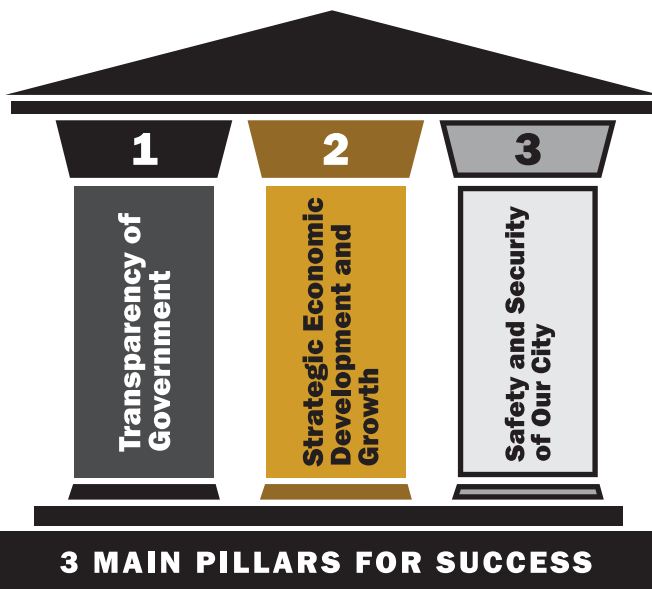 1
Transparency of
Government
2
Strategic Economic
Development and
Growth
3
Safety and Security
of Our City
3 MAIN PILLARS FOR SUCCESS